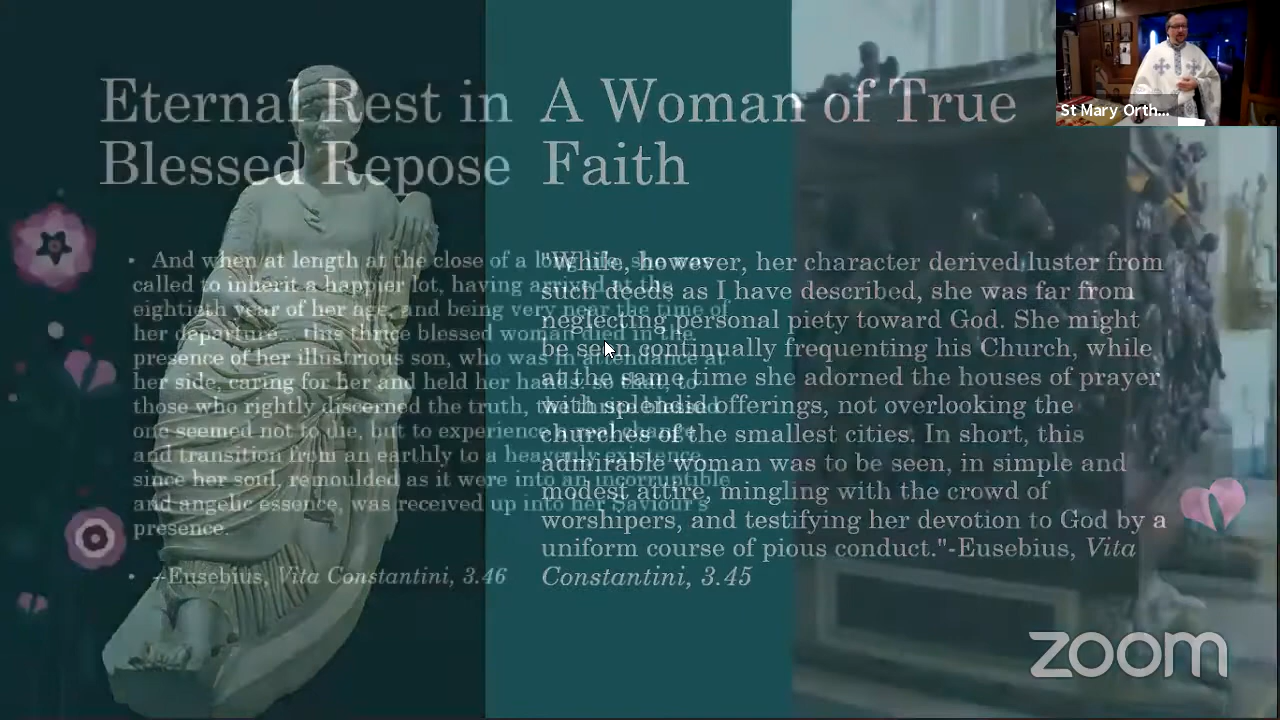 Eternal Rest in
Blessed Repose
• And when at length at the close of a long life, she was
called to inherit a happier lot, having arrived at the
eightieth year of her age, and being very near the time of
her departure... this thrice blessed woman died in the
presence of her illustrious son, who was in attendance at
her side, caring for her and held her hands: so that, to
those who rightly discerned the truth, the thrice blessed
one seemed not to die, but to experience a real change
and transition from an earthly to a heavenly existence,
since her soul, remoulded as it were into an incorruptible
and angelic essence, was received up into her Saviour's
presence.
• --Eusebius, Vita Constantini, 3.46
A Woman of True
Faith
"While, however, her character derived luster from
such deeds as I have described, she was far from
neglecting personal piety toward God. She might
be seen continually frequenting his Church, while
at the same time she adorned the houses of prayer
with splendid offerings, not overlooking the
churches of the smallest cities. In short, this
admirable woman was to be seen, in simple and
modest attire, mingling with the crowd of
worshipers, and testifying her devotion to God by a
uniform course of pious conduct."-Eusebius, Vita
Constantini, 3.45
St Mary Orth...
zoom